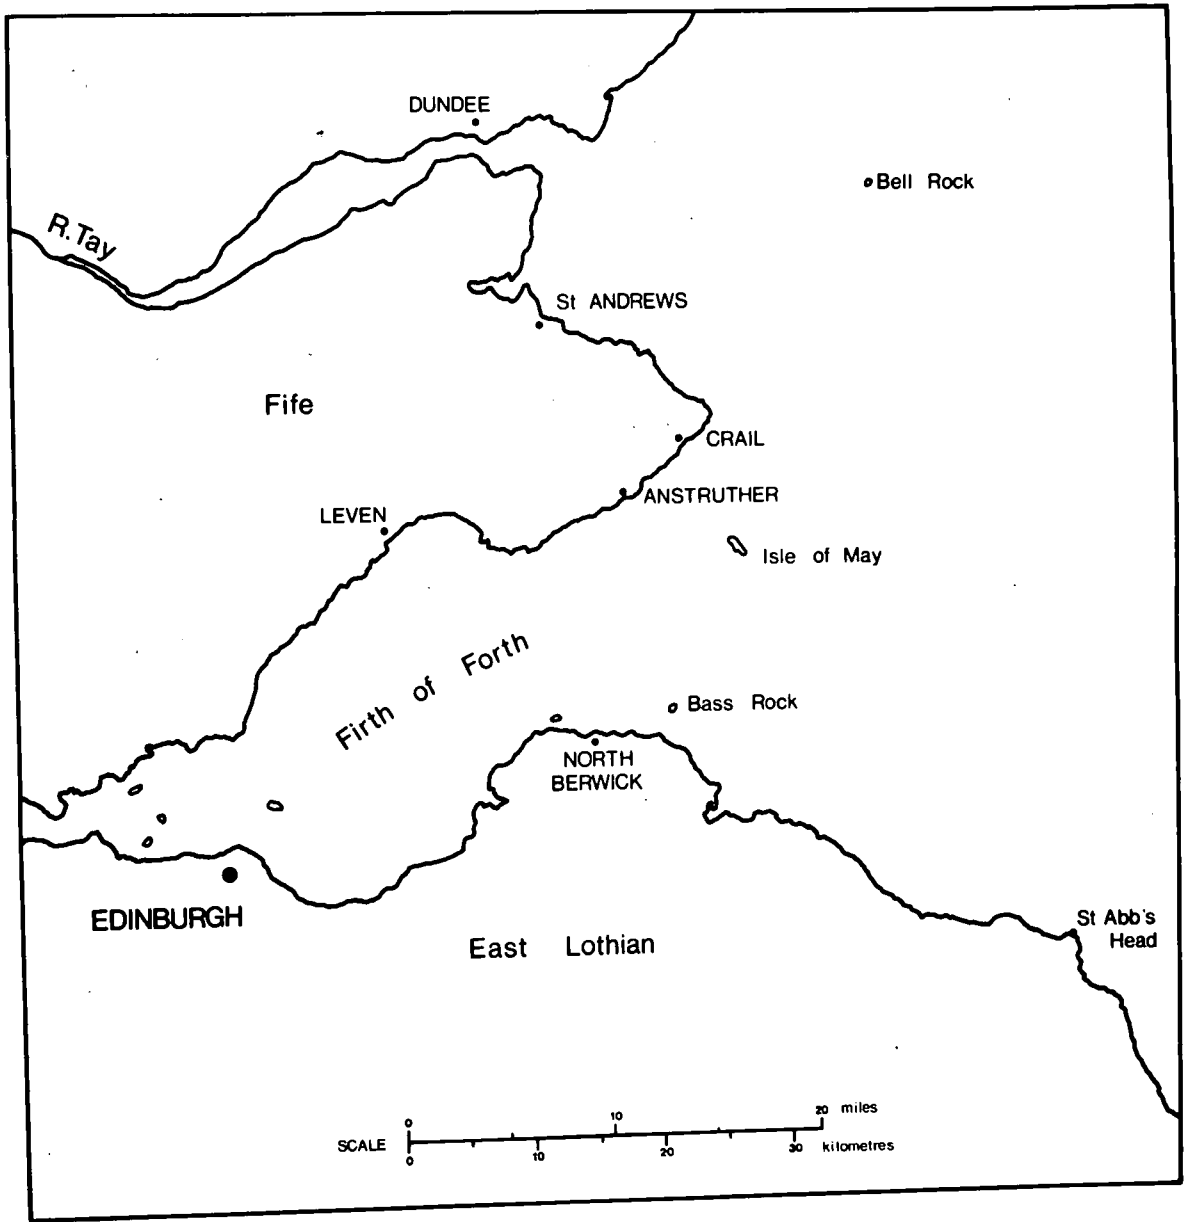 DUNDEE
Bell Rock
R. Tay
St ANDREWS
Fife
CRAIL
ANSTRUTHER
LEVEN
Isle of May
Firth of Forth
Bass Rock
NORTH
BERWICK
EDINBURGH
St Abb's
Head
East Lothian
0 10 20 miles
SCALE
0 10 20 30 kilometres